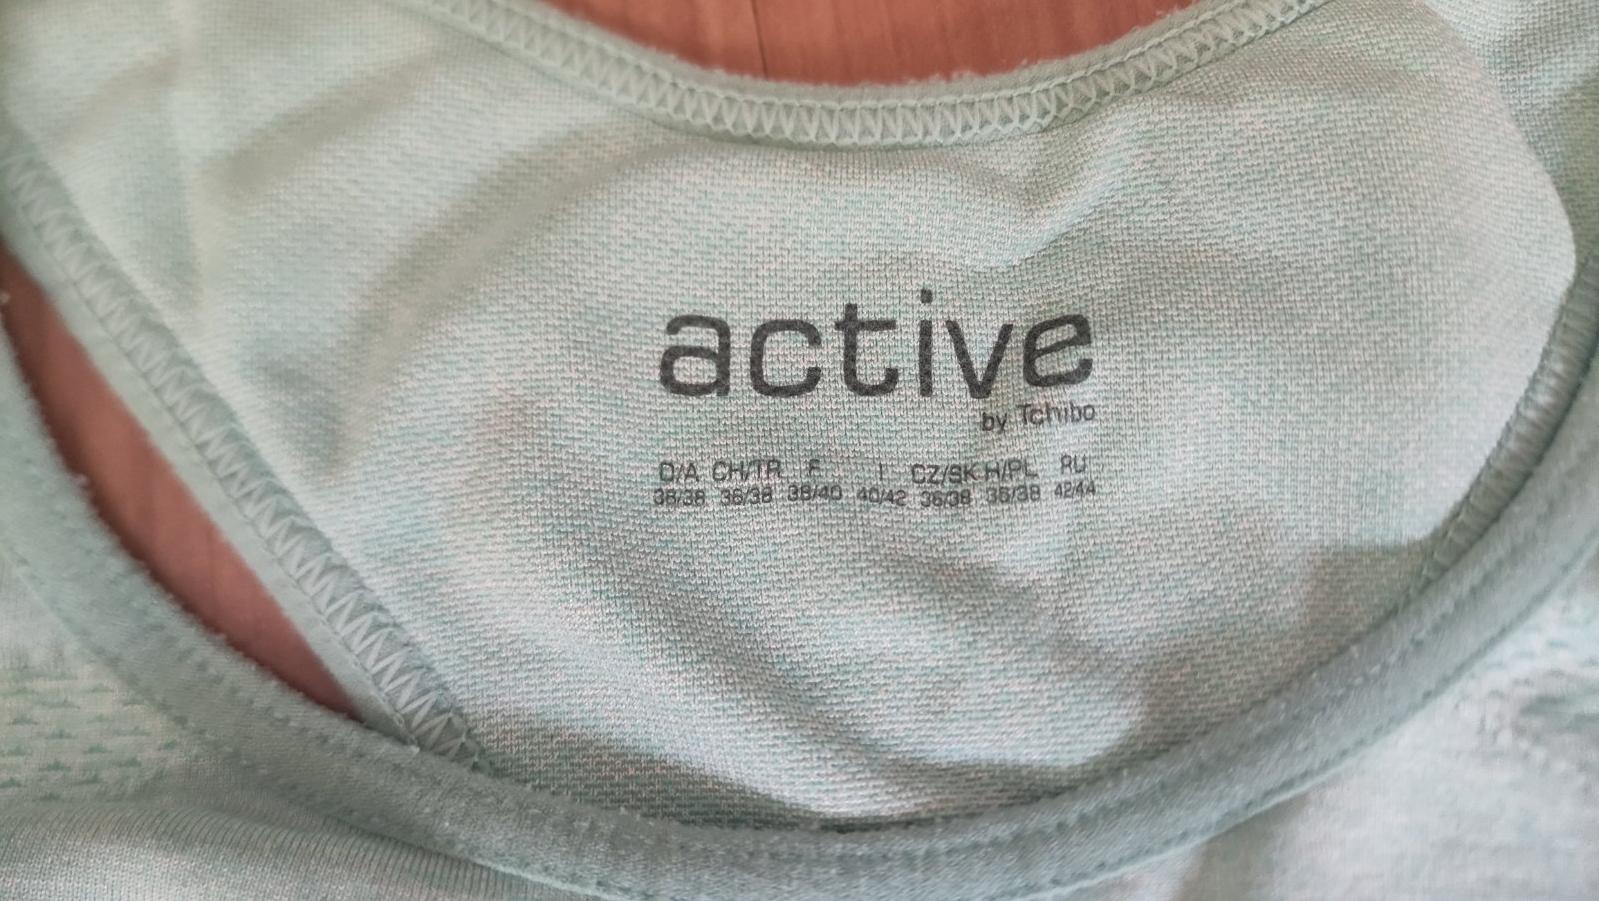 active
by Tchibo
D/A CH/TR F I CZ/SK H/PL RU
36/38 36/38 38/40 40/42 36/38 36/38 42/44